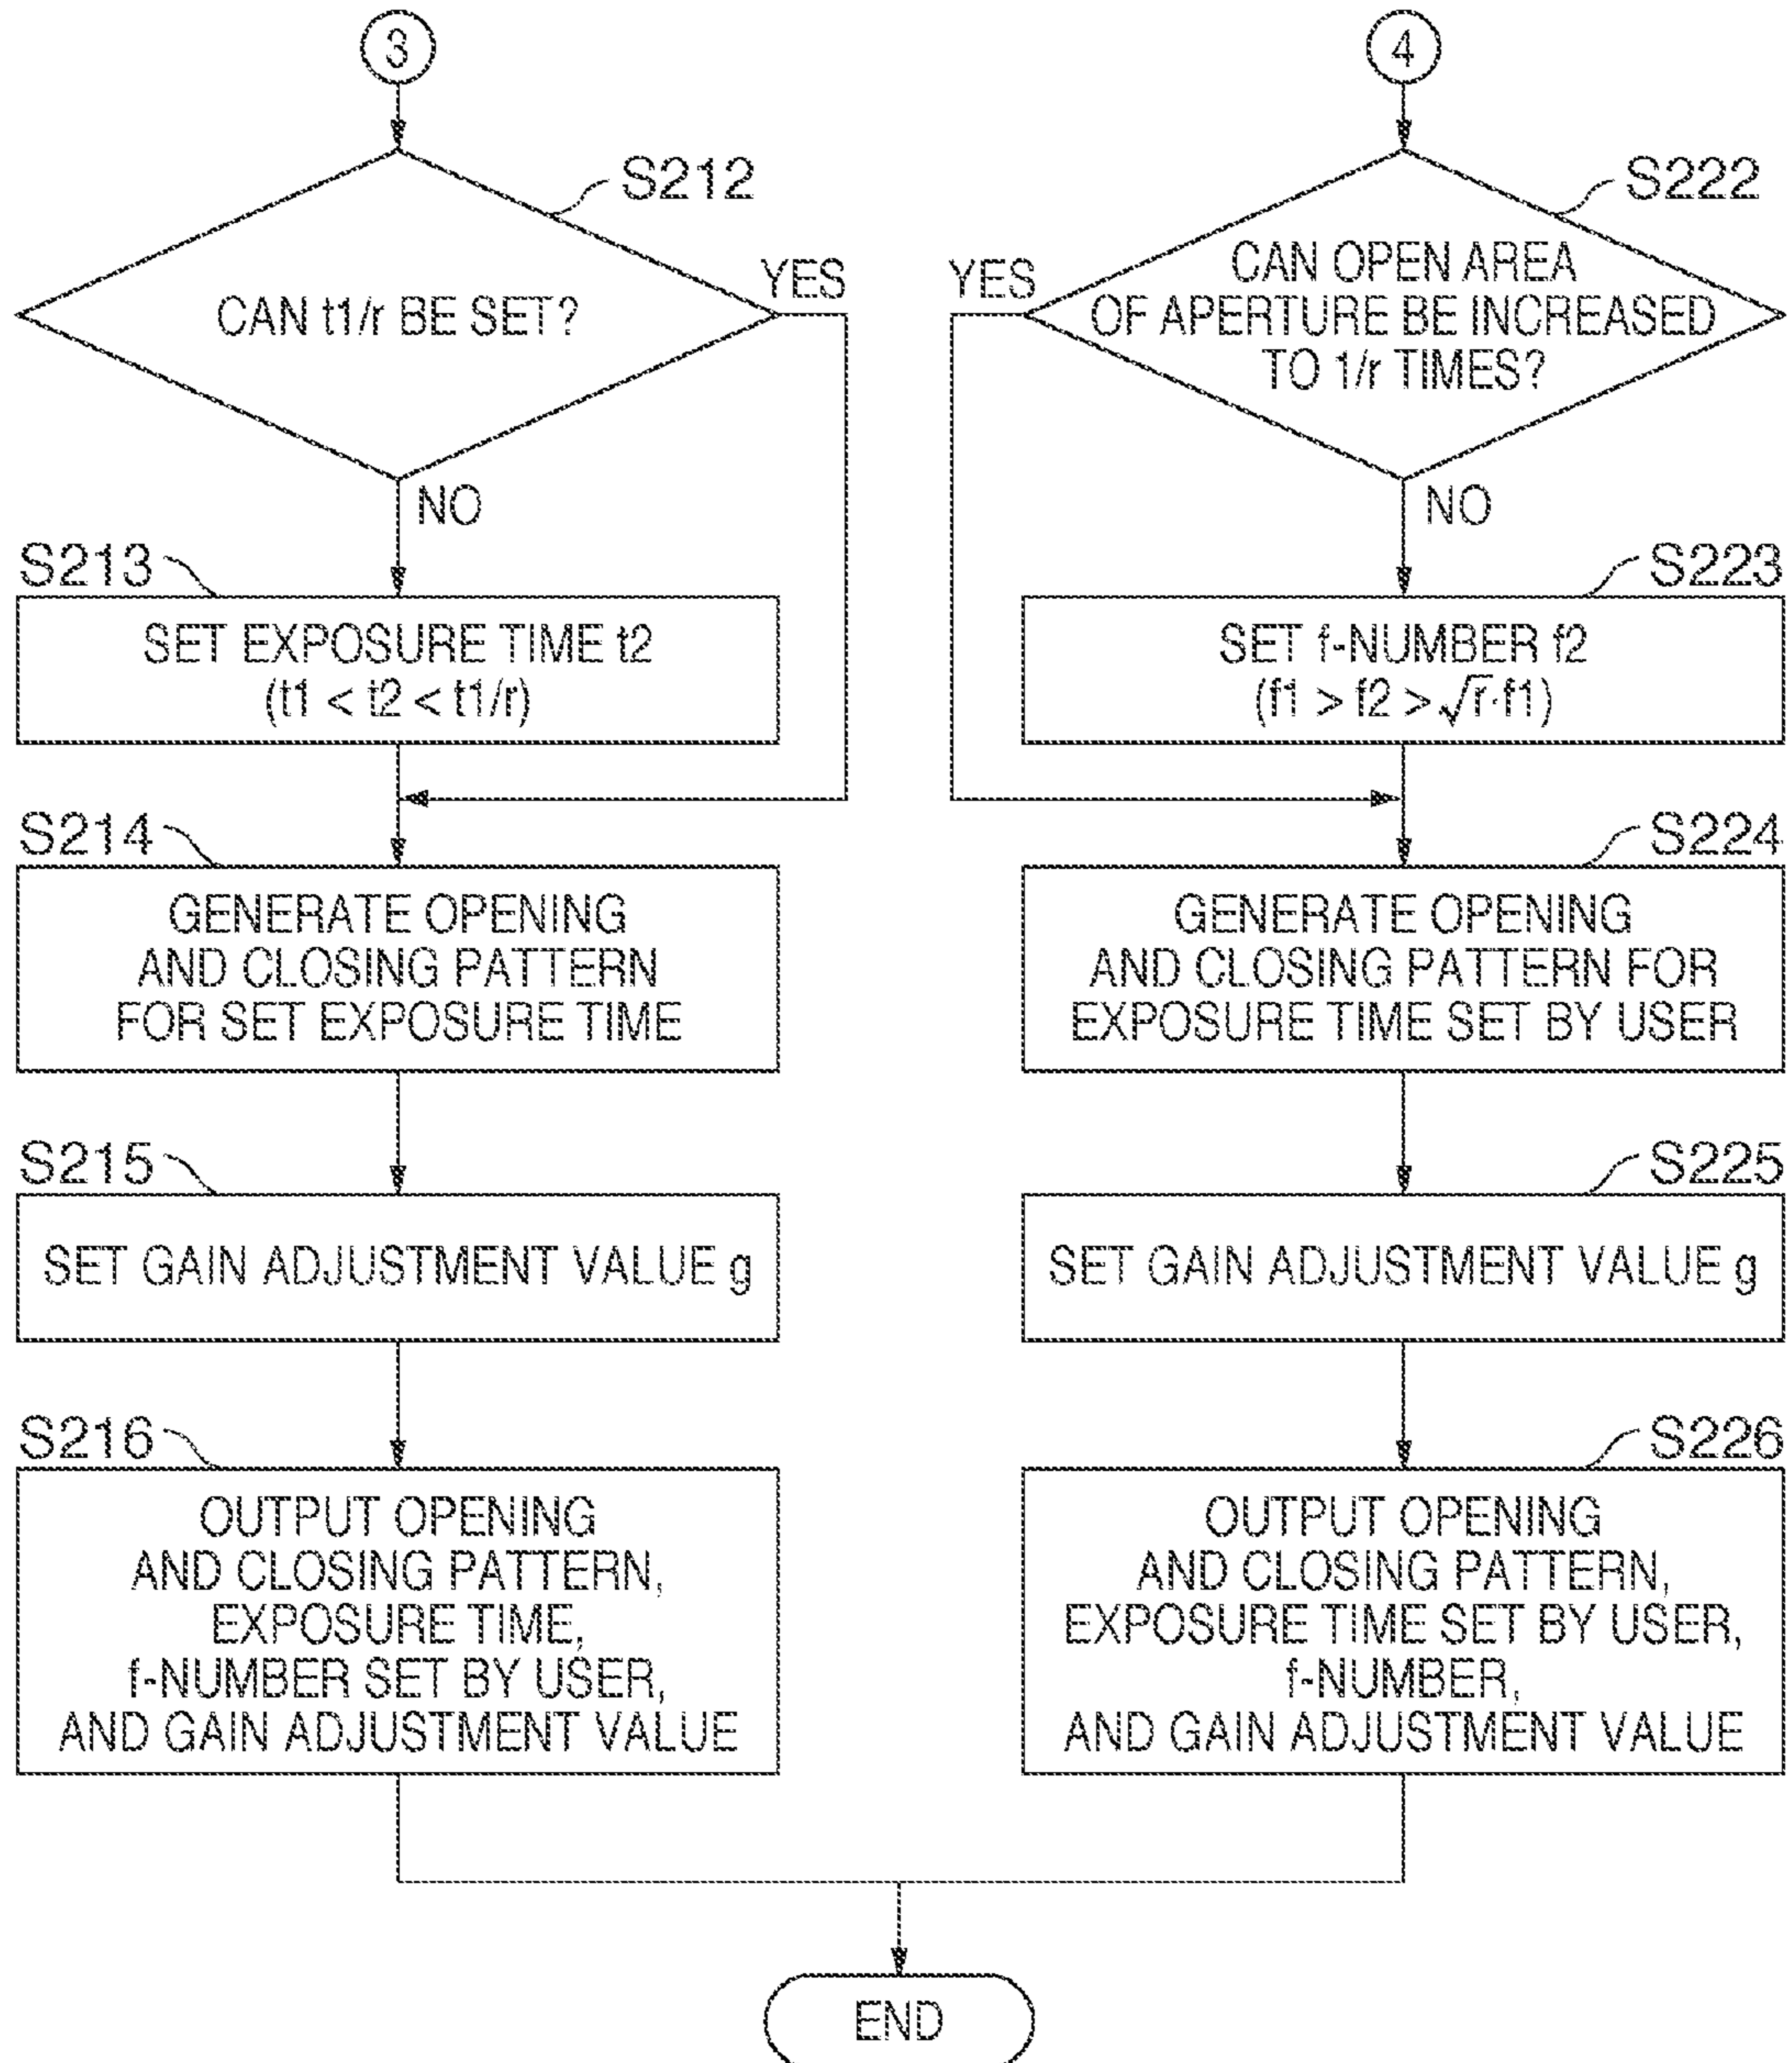 3
S212
CAN t1/r BE SET?
YES
NO
S213
SET EXPOSURE TIME t2
(t1 < t2 < t1/r)
S214
GENERATE OPENING
AND CLOSING PATTERN
FOR SET EXPOSURE TIME
S215
SET GAIN ADJUSTMENT VALUE g
S216
OUTPUT OPENING
AND CLOSING PATTERN,
EXPOSURE TIME,
f-NUMBER SET BY USER,
AND GAIN ADJUSTMENT VALUE
4
S222
CAN OPEN AREA
OF APERTURE BE INCREASED
TO 1/r TIMES?
YES
NO
S223
SET f-NUMBER f2
(f1 > f2 > √r·f1)
S224
GENERATE OPENING
AND CLOSING PATTERN FOR
EXPOSURE TIME SET BY USER
S225
SET GAIN ADJUSTMENT VALUE g
S226
OUTPUT OPENING
AND CLOSING PATTERN,
EXPOSURE TIME SET BY USER,
f-NUMBER,
AND GAIN ADJUSTMENT VALUE
END